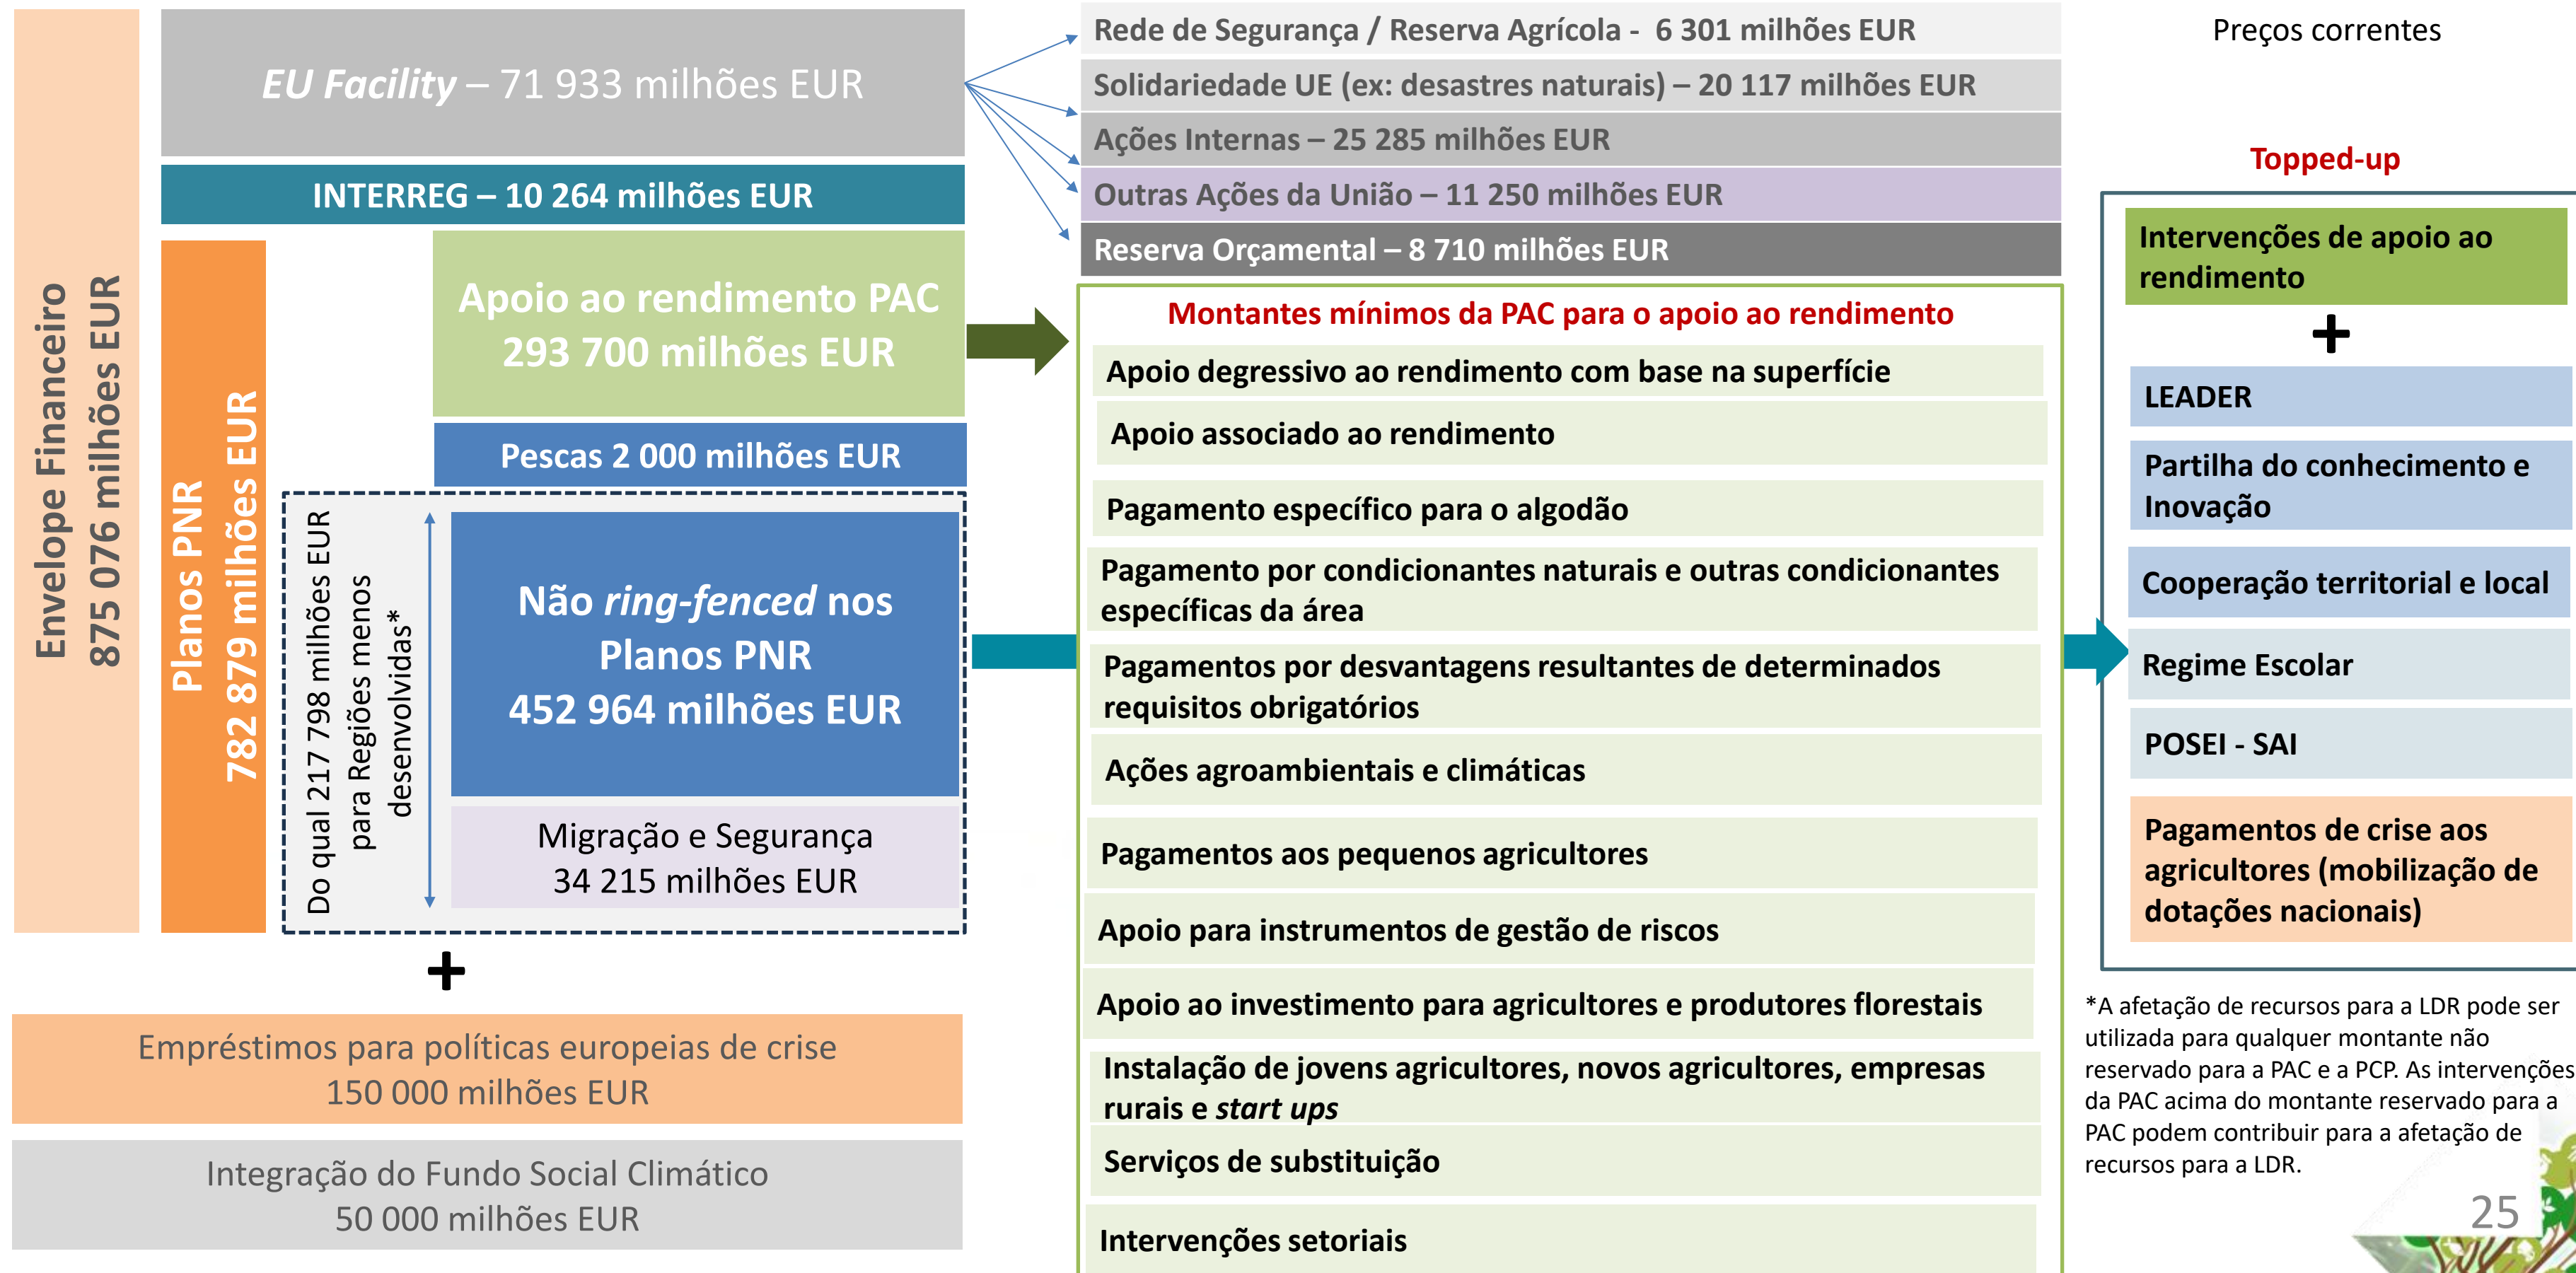 Envelope Financeiro
875 076 milhões EUR
EU Facility – 71 933 milhões EUR
INTERREG – 10 264 milhões EUR
Planos PNR
782 879 milhões EUR
Apoio ao rendimento PAC
293 700 milhões EUR
Pescas 2 000 milhões EUR
Do qual 217 798 milhões EUR
para Regiões menos
desenvolvidas*
Não ring-fenced nos
Planos PNR
452 964 milhões EUR
Migração e Segurança
34 215 milhões EUR
+
Empréstimos para políticas europeias de crise
150 000 milhões EUR
Integração do Fundo Social Climático
50 000 milhões EUR
Rede de Segurança / Reserva Agrícola - 6 301 milhões EUR
Solidariedade UE (ex: desastres naturais) – 20 117 milhões EUR
Ações Internas – 25 285 milhões EUR
Outras Ações da União – 11 250 milhões EUR
Reserva Orçamental – 8 710 milhões EUR
Montantes mínimos da PAC para o apoio ao rendimento
Apoio degressivo ao rendimento com base na superfície
Apoio associado ao rendimento
Pagamento específico para o algodão
Pagamento por condicionantes naturais e outras condicionantes
específicas da área
Pagamentos por desvantagens resultantes de determinados
requisitos obrigatórios
Ações agroambientais e climáticas
Pagamentos aos pequenos agricultores
Apoio para instrumentos de gestão de riscos
Apoio ao investimento para agricultores e produtores florestais
Instalação de jovens agricultores, novos agricultores, empresas
rurais e start ups
Serviços de substituição
Intervenções setoriais
Preços correntes
Topped-up
Intervenções de apoio ao
rendimento
+
LEADER
Partilha do conhecimento e
Inovação
Cooperação territorial e local
Regime Escolar
POSEI - SAI
Pagamentos de crise aos
agricultores (mobilização de
dotações nacionais)
*A afetação de recursos para a LDR pode ser
utilizada para qualquer montante não
reservado para a PAC e a PCP. As intervenções
da PAC acima do montante reservado para a
PAC podem contribuir para a afetação de
recursos para a LDR.
25